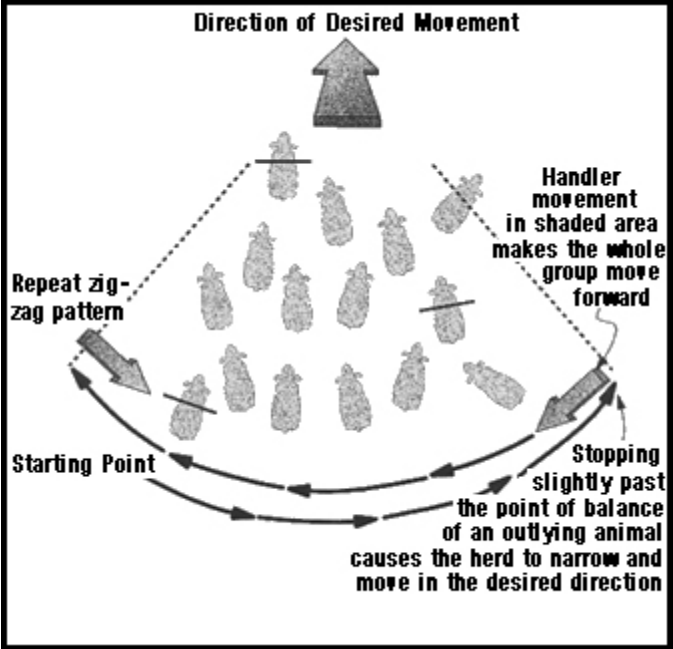 Direction of Desired Movement
Handler
movement
in shaded area
makes the whole
group move
forward
Repeat zig-
zag pattern
Starting Point
Stopping
slightly past
the point of balance
of an outlying animal
causes the herd to narrow and
move in the desired direction